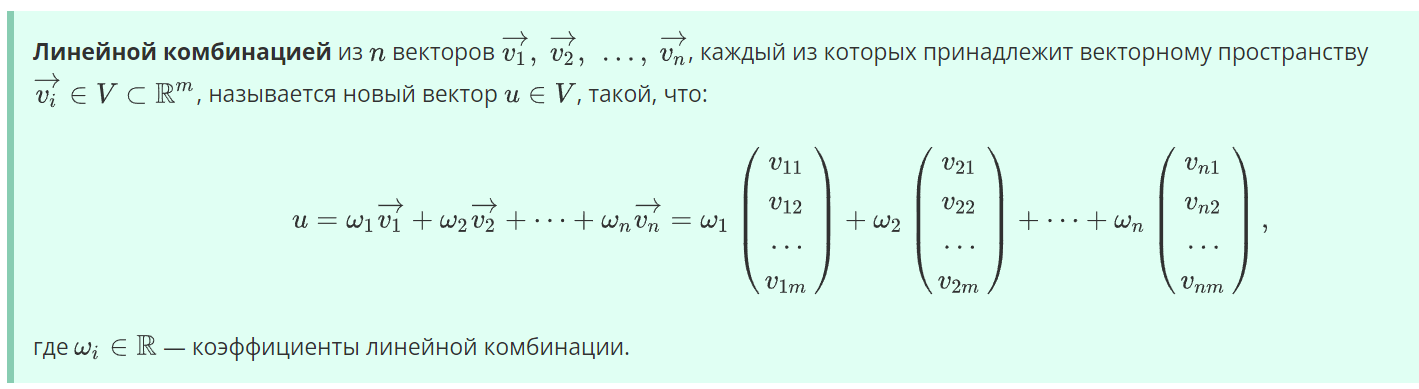 Линейной комбинацией из $n$ векторов $\overrightarrow{v_1}, \overrightarrow{v_2}, \ldots, \overrightarrow{v_n}$, каждый из которых принадлежит векторному пространству
$\overrightarrow{v_i} \in V \subset \mathbb{R}^m$, называется новый вектор $u \in V$, такой, что:
$u = \omega_1 \overrightarrow{v_1} + \omega_2 \overrightarrow{v_2} + \cdots + \omega_n \overrightarrow{v_n} = \omega_1 \begin{pmatrix} v_{11} \\ v_{12} \\ \ldots \\ v_{1m} \end{pmatrix} + \omega_2 \begin{pmatrix} v_{21} \\ v_{22} \\ \ldots \\ v_{2m} \end{pmatrix} + \cdots + \omega_n \begin{pmatrix} v_{n1} \\ v_{n2} \\ \ldots \\ v_{nm} \end{pmatrix},$
где $\omega_i \in \mathbb{R}$ — коэффициенты линейной комбинации.